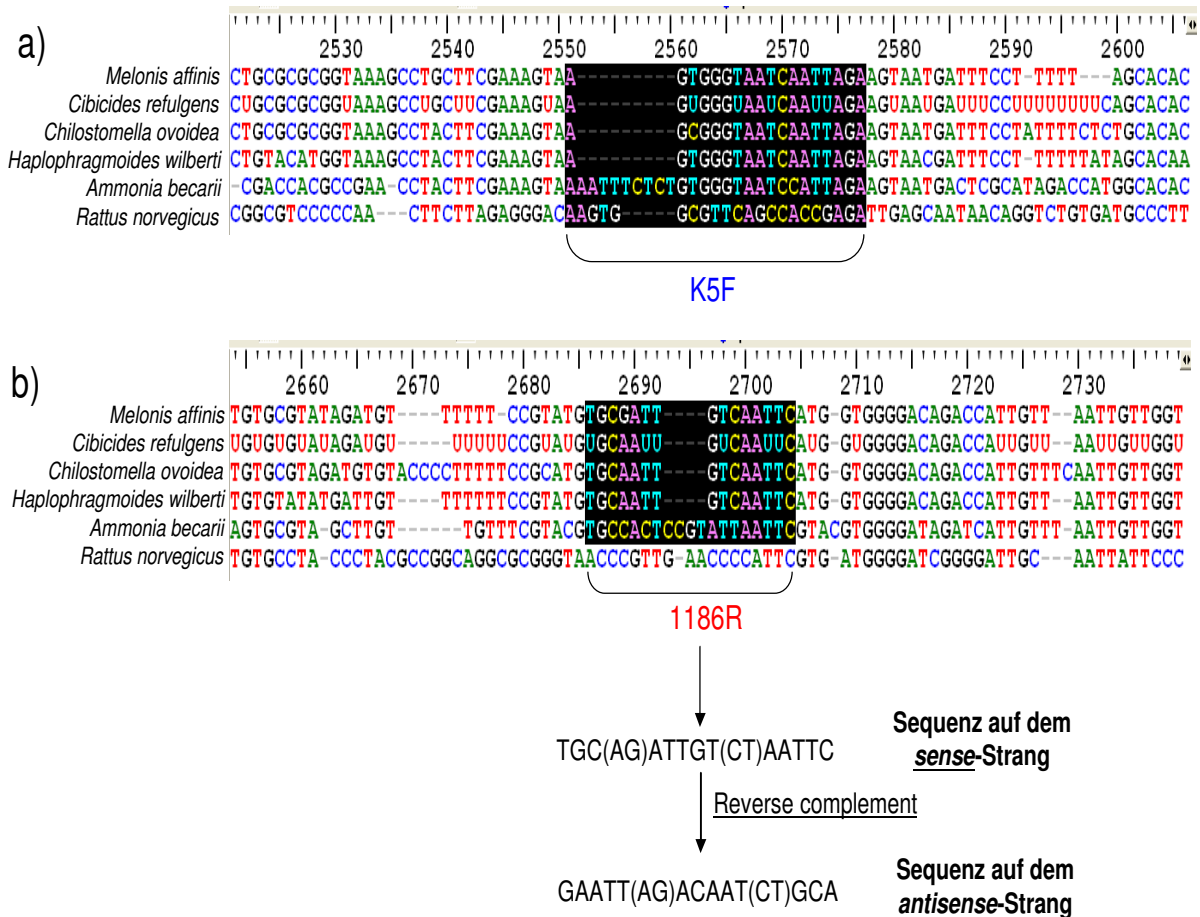 a)
2530 2540 2550 2560 2570 2580 2590 2600
Melonis affinis CTGCGCGCGGTAAAGCCTGCTTCGAAAGTAA---------GTGGGTAATCAATTAGAAGTAATGATTTCCT-TTTT---AGCACAC
Cibicides refulgens CUGCGCGCGGUAAAGCCUGCUUCGAAAGUAA---------GUGGGUAAUCAAUUAGAAGUAAUGAUUUCCUUUUUUUUCAGCACAC
Chilostomella ovoidea CTGCGCGCGGTAAAGCCTACTTCGAAAGTAA---------GCGGGTAATCAATTAGAAGTAATGATTTCCTATTTTCTCTGCACAC
Haplophragmoides wilberti CTGTACATGGTAAAGCCTACTTCGAAAGTAA---------GTGGGTAATCAATTAGAAGTAACGATTTCCT-TTTTTATAGCACAA
Ammonia becarii -CGACCACGCCGAA-CCTACTTCGAAAGTAAAATTTCTCTGTGGGTAATCCATTAGAAGTAATGACTCGCATAGACCATGGCACAC
Rattus norvegicus CGGCGTCCCCCAA---CTTCTTAGAGGGACAAGTG-----GCGTTCAGCCACCGAGATTGAGCAATAACAGGTCTGTGATGCCCTT
K5F
b)
2660 2670 2680 2690 2700 2710 2720 2730
Melonis affinis TGTGCGTATAGATGT----TTTTT-CCGTATGTGCGATT----GTCAATTCATG-GTGGGGACAGACCATTGTT--AATTGTTGGT
Cibicides refulgens UGUGUGUAUAGAUGU-----UUUUUCCGUAUGUGCAAUU----GUCAAUUCAUG-GUGGGGACAGACCAUUGUU--AAUUGUUGGU
Chilostomella ovoidea TGTGCGTAGATGTGTACCCCTTTTTCCGCATGTGCAATT----GTCAATTCATG-GTGGGGACAGACCATTGTTTCAATTGTTGGT
Haplophragmoides wilberti TGTGTATATGATTGT----TTTTTTCCGTATGTGCAATT----GTCAATTCATG-GTGGGGACAGACCATTGTT--AATTGTTGGT
Ammonia becarii AGTGCGTA-GCTTGT------TGTTTCGTACGTGCCACTCCGTATTAATTCGTACGTGGGGATAGATCATTGTTT-AATTGTTGGT
Rattus norvegicus TGTGCCTA-CCCTACGCCGGCAGGCGCGGGTAACCCGTTG-AACCCCATTCGTG-ATGGGGATCGGGGATTGC---AATTATTCCC
1186R
TGC(AG)ATTGT(CT)AATTC
Sequenz auf dem
sense-Strang
Reverse complement
GAATT(AG)ACAAT(CT)GCA
Sequenz auf dem
antisense-Strang